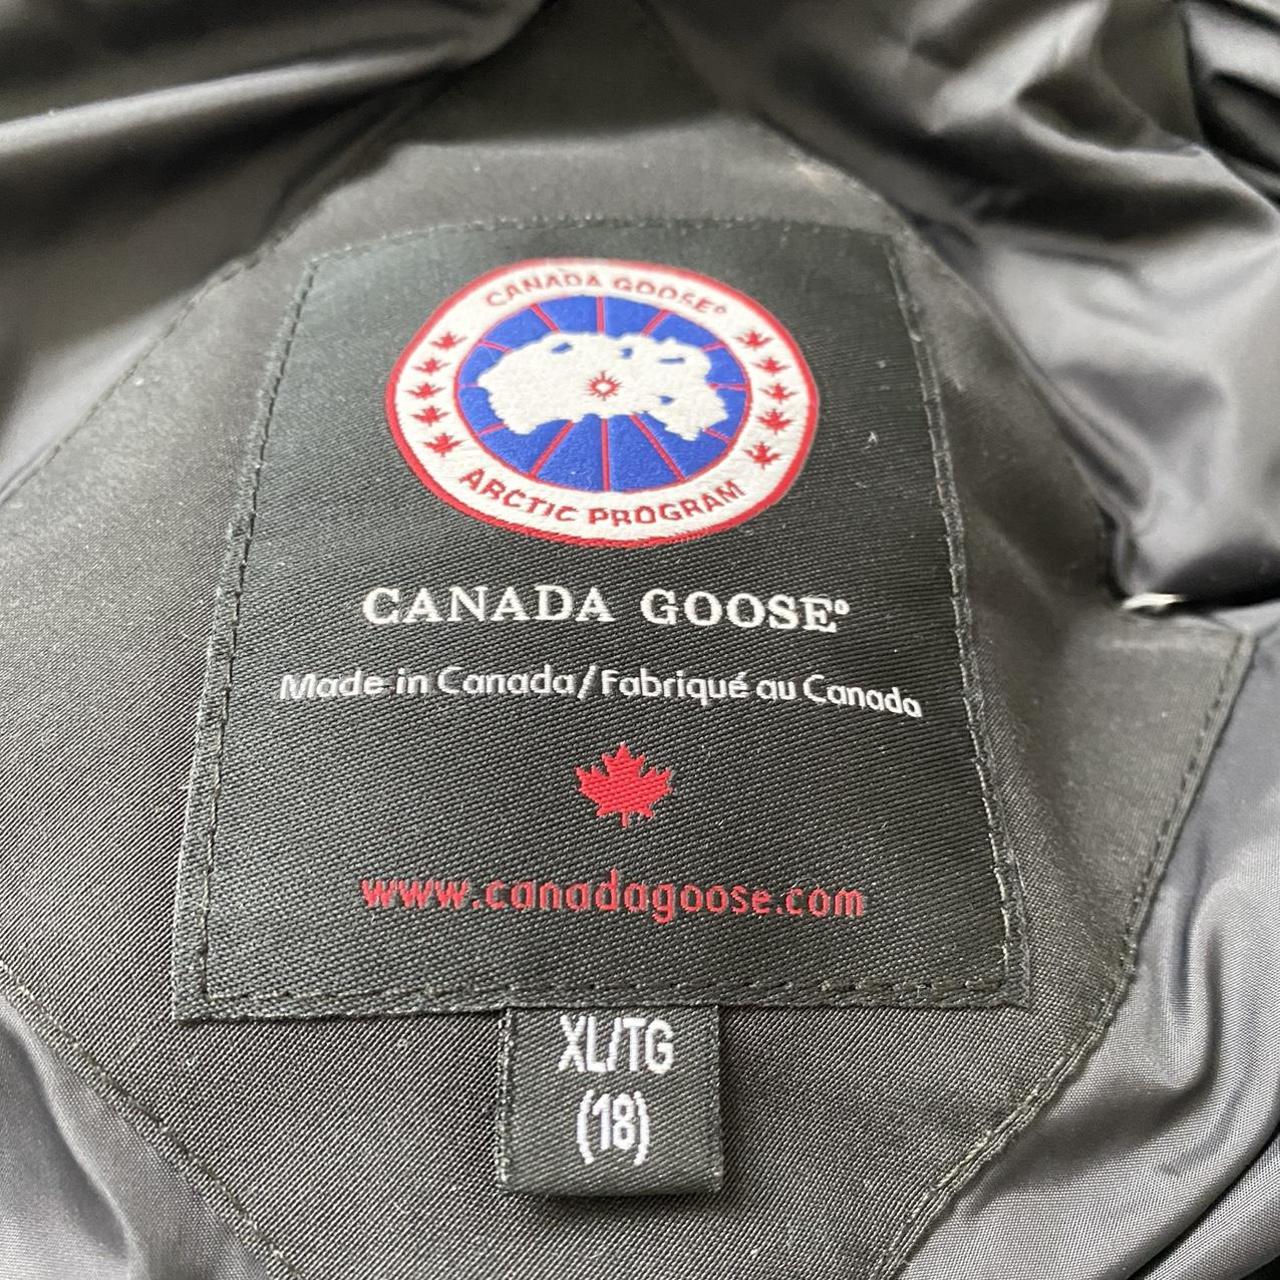 CANADA GOOSE®
ARCTIC PROGRAM
CANADA GOOSE®
Made in Canada/Fabriqué au Canada
www.canadagoose.com
XL/TG
(18)